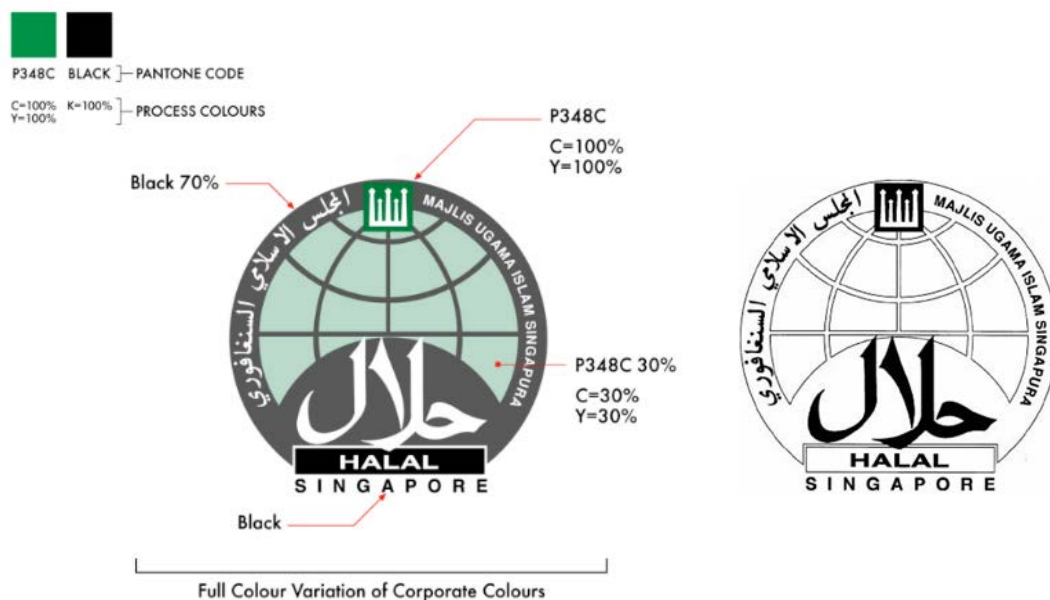 P348C BLACK PANTONE CODE
C=100% K=100% PROCESS COLOURS
Y=100%
P348C
C=100%
Y=100%
Black 70%
المجلس الاسلامي السنغافوري
MAJLIS UGAMA ISLAM SINGAPURA
P348C 30%
C=30%
Y=30%
حلال
HALAL
SINGAPORE
Black
Full Colour Variation of Corporate Colours
المجلس الاسلامي السنغافوري
MAJLIS UGAMA ISLAM SINGAPURA
حلال
HALAL
SINGAPORE